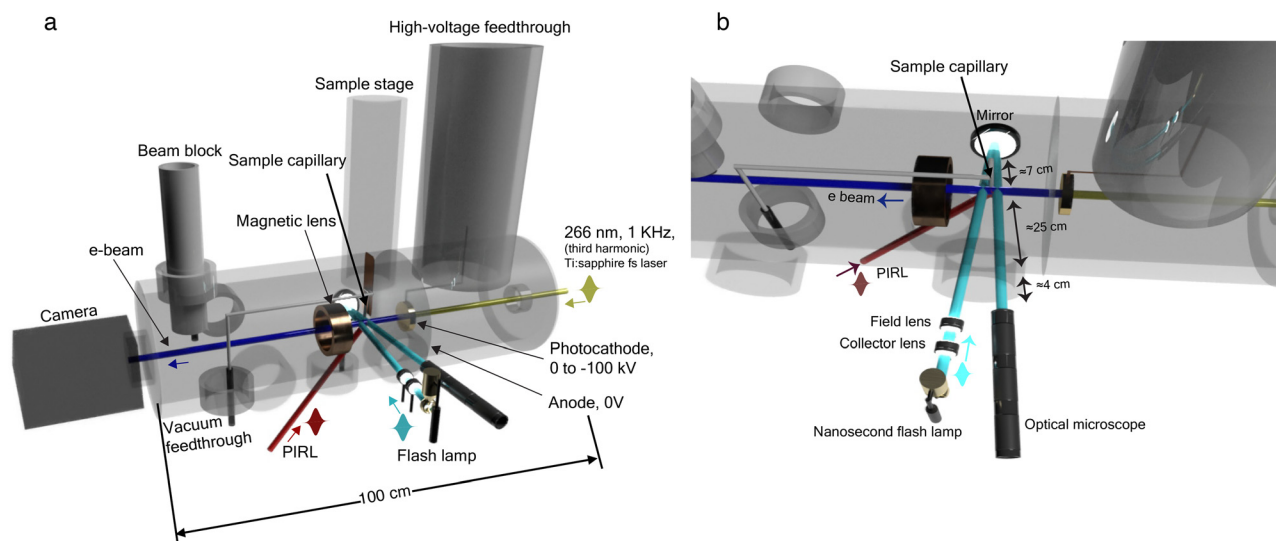 a
High-voltage feedthrough
Sample stage
Beam block
Sample capillary
Magnetic lens
e-beam
Camera
266 nm, 1 KHz,
(third harmonic)
Ti:sapphire fs laser
Photocathode,
0 to -100 kV
Anode, 0V
Vacuum
feedthrough
PIRL
Flash lamp
100 cm
b
Sample capillary
Mirror
≈7 cm
e beam
≈25 cm
PIRL
≈4 cm
Field lens
Collector lens
Nanosecond flash lamp
Optical microscope